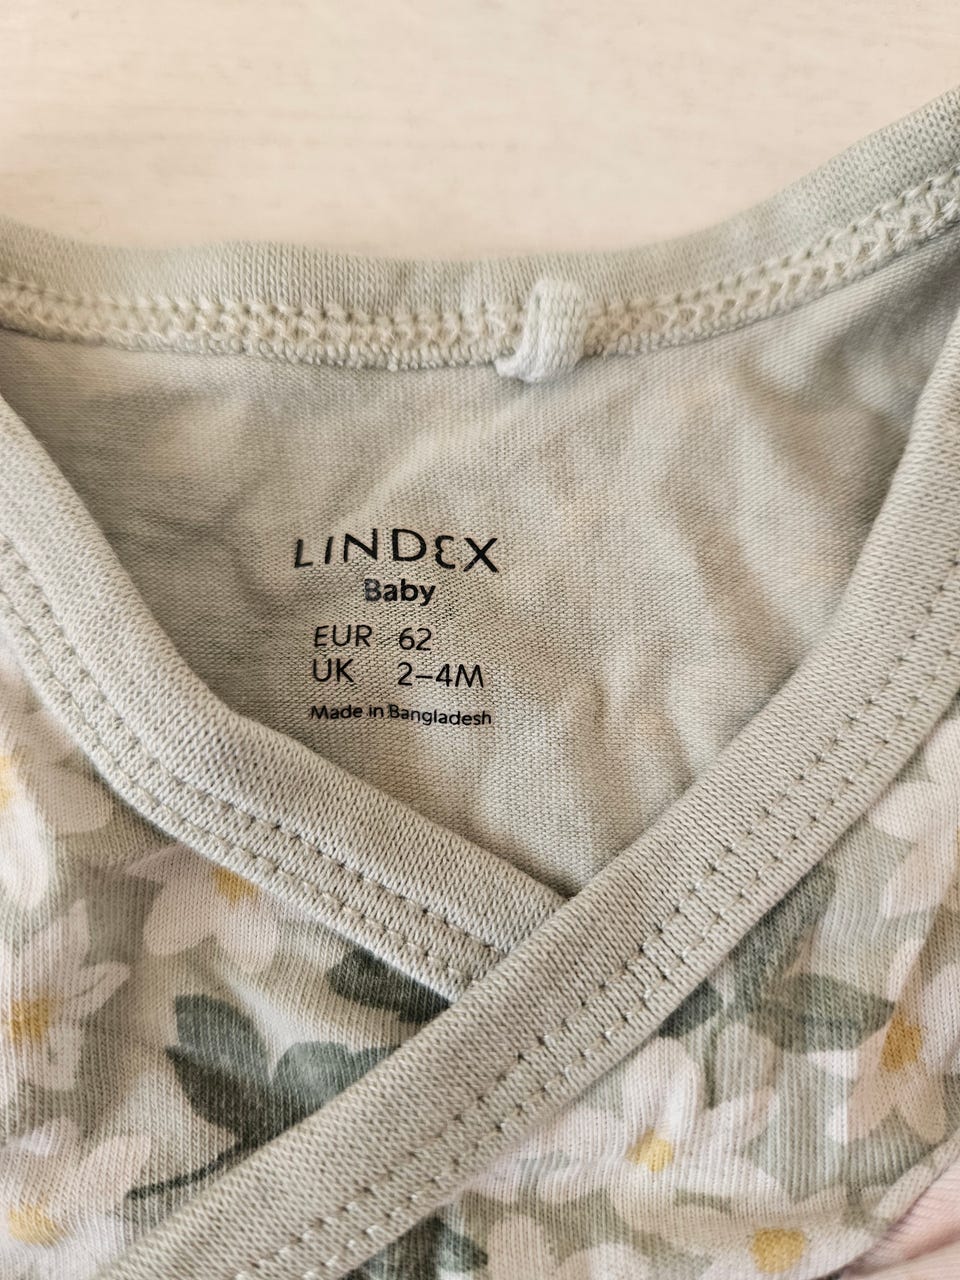 LINDEX
Baby
EUR 62
UK 2–4M
Made in Bangladesh